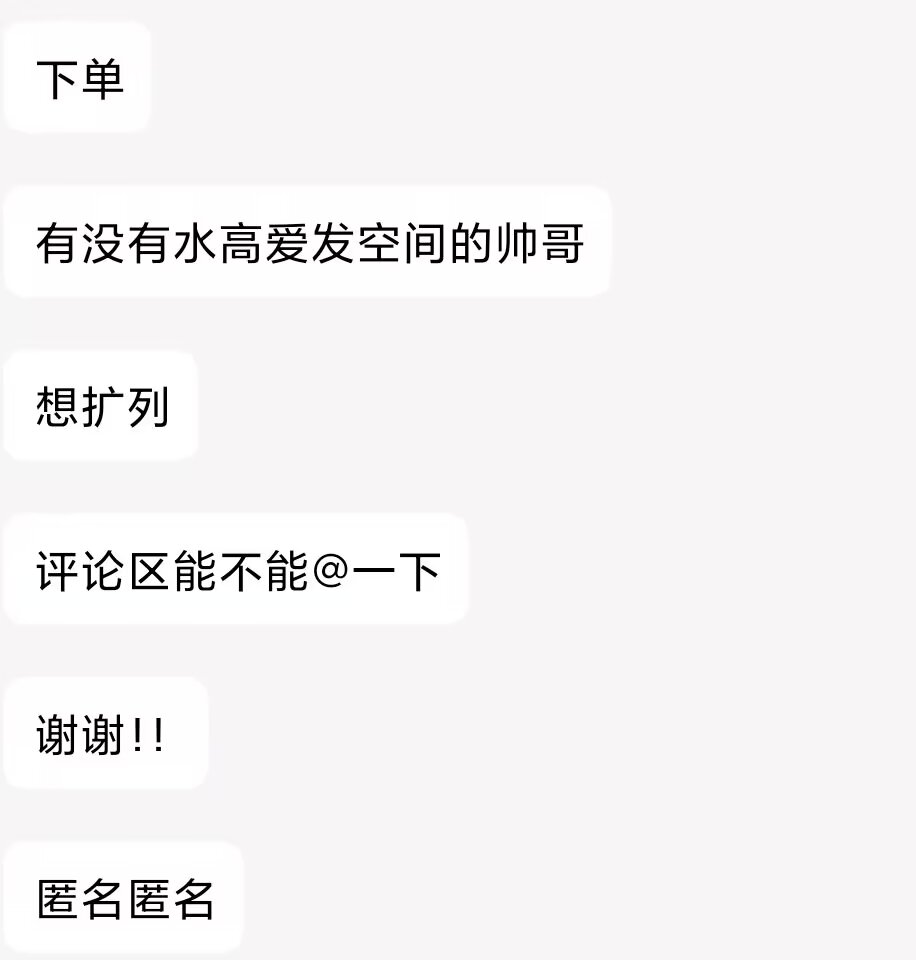 下单
有没有水高爱发空间的帅哥
想扩列
评论区能不能@一下
谢谢!!
匿名匿名